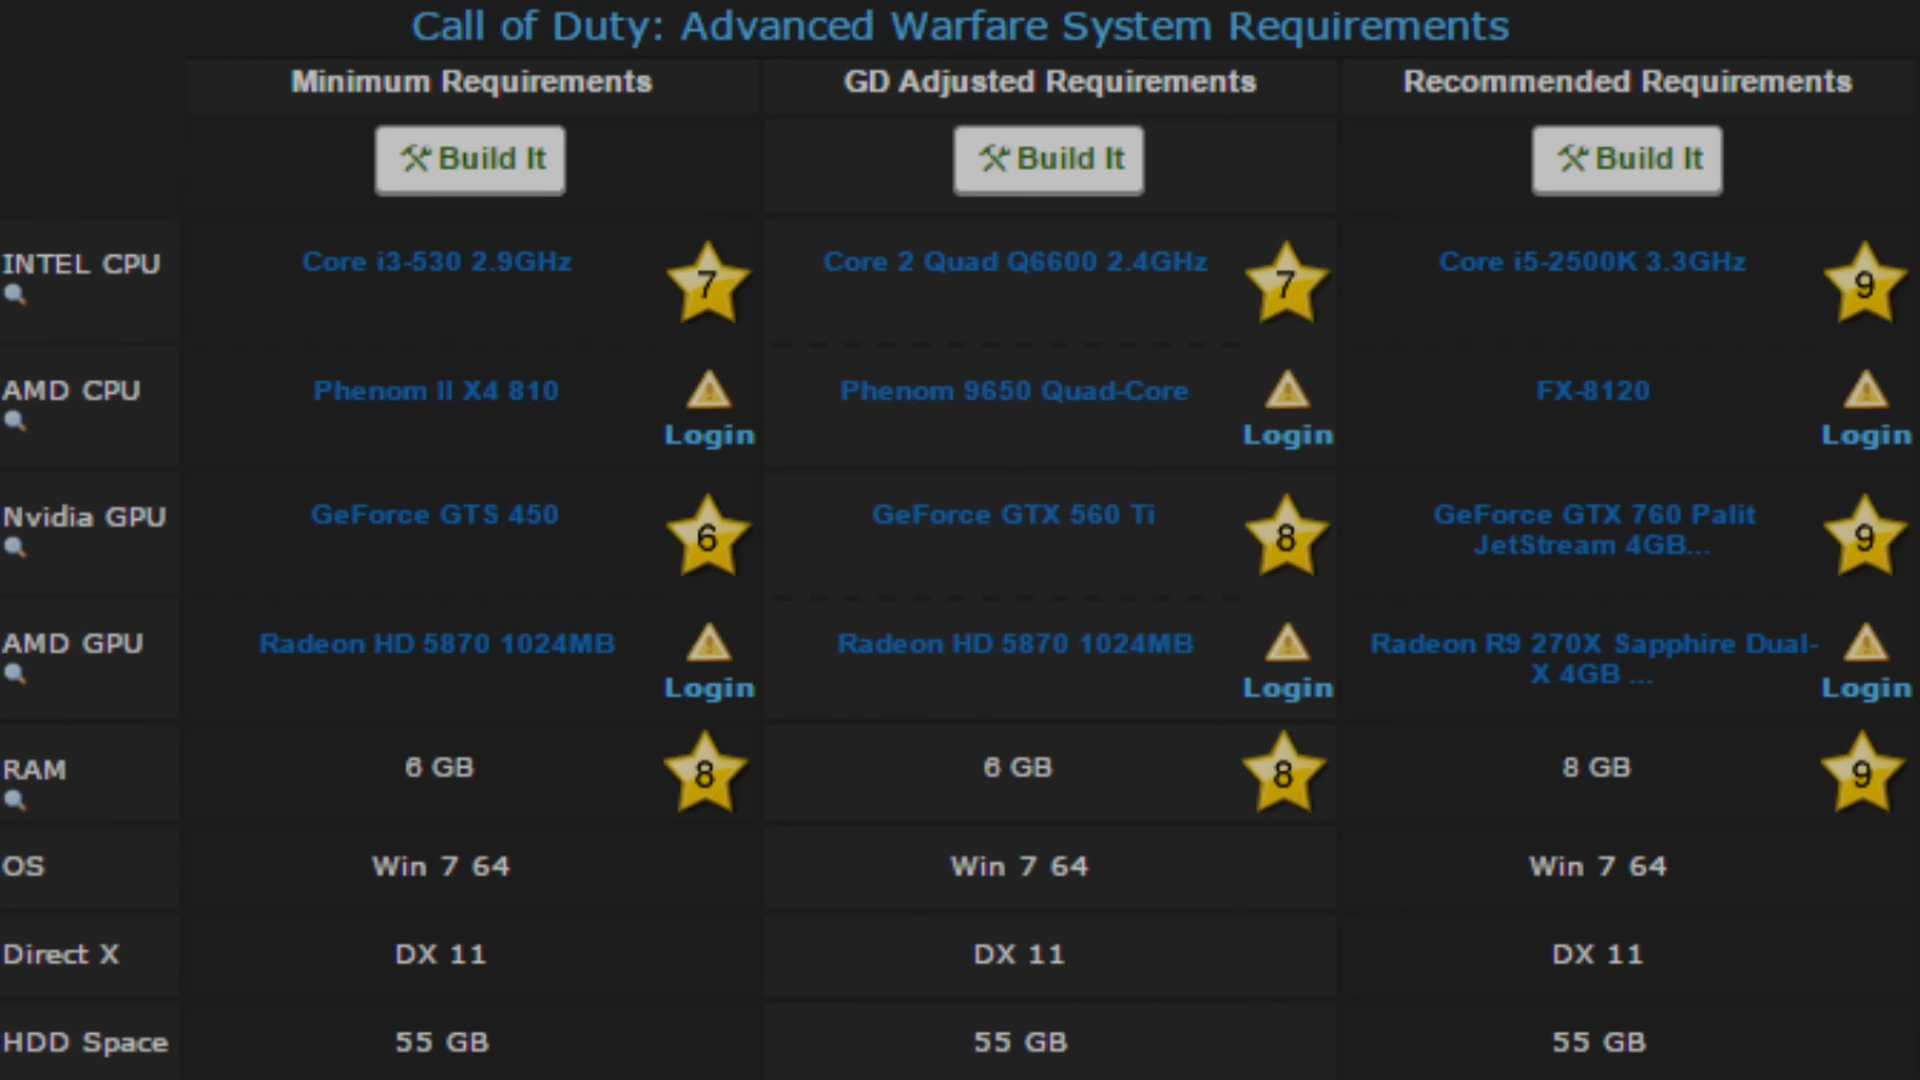 Call of Duty: Advanced Warfare System Requirements
Minimum Requirements GD Adjusted Requirements Recommended Requirements
Build It Build It Build It
INTEL CPU Core i3-530 2.9GHz 7 Core 2 Quad Q6600 2.4GHz 7 Core i5-2500K 3.3GHz 9
AMD CPU Phenom II X4 810 Phenom 9650 Quad-Core FX-8120
Login Login Login
Nvidia GPU GeForce GTS 450 6 GeForce GTX 560 Ti 8 GeForce GTX 760 Palit 9
JetStream 4GB...
AMD GPU Radeon HD 5870 1024MB Radeon HD 5870 1024MB Radeon R9 270X Sapphire Dual-
X 4GB ...
Login Login Login
RAM 6 GB 8 6 GB 8 8 GB 9
OS Win 7 64 Win 7 64 Win 7 64
Direct X DX 11 DX 11 DX 11
HDD Space 55 GB 55 GB 55 GB